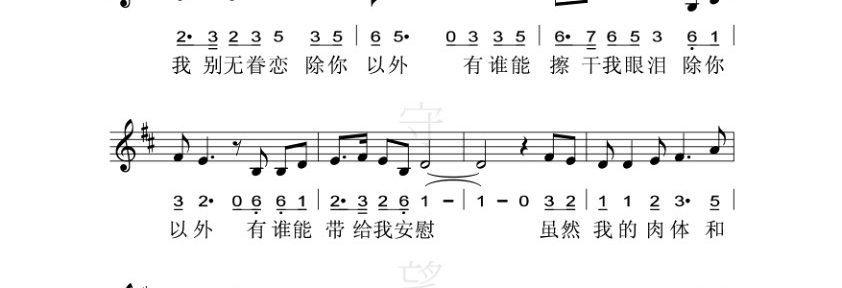 2• 3 2 3 5 3 5 | 6 5• 0 3 3 5 | 6• 7 6 5 3 6 1 |
我 别无眷恋 除你 以外 有谁能 擦 干我眼泪 除你
守
3 2• 0 6 6 1 | 2• 3 2 6 1 – | 1 – 0 3 2 | 1 1 2 3• 5 |
以外 有谁能 带 给我安慰 虽然 我的肉体和
望